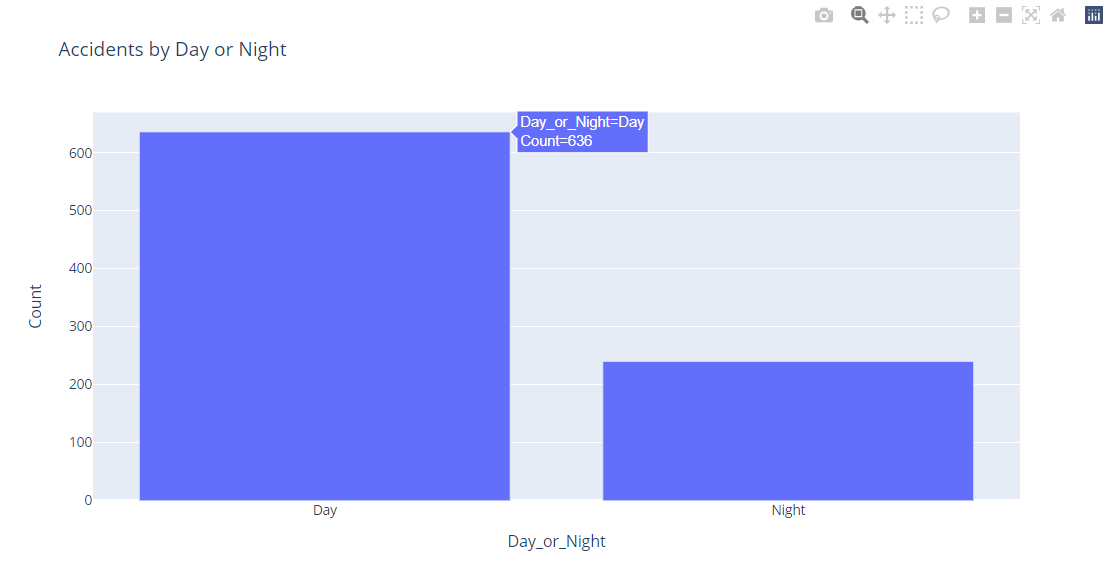 Accidents by Day or Night
Day_or_Night=Day
Count=636
600
500
400
300
200
100
0
Count
Day
Night
Day_or_Night